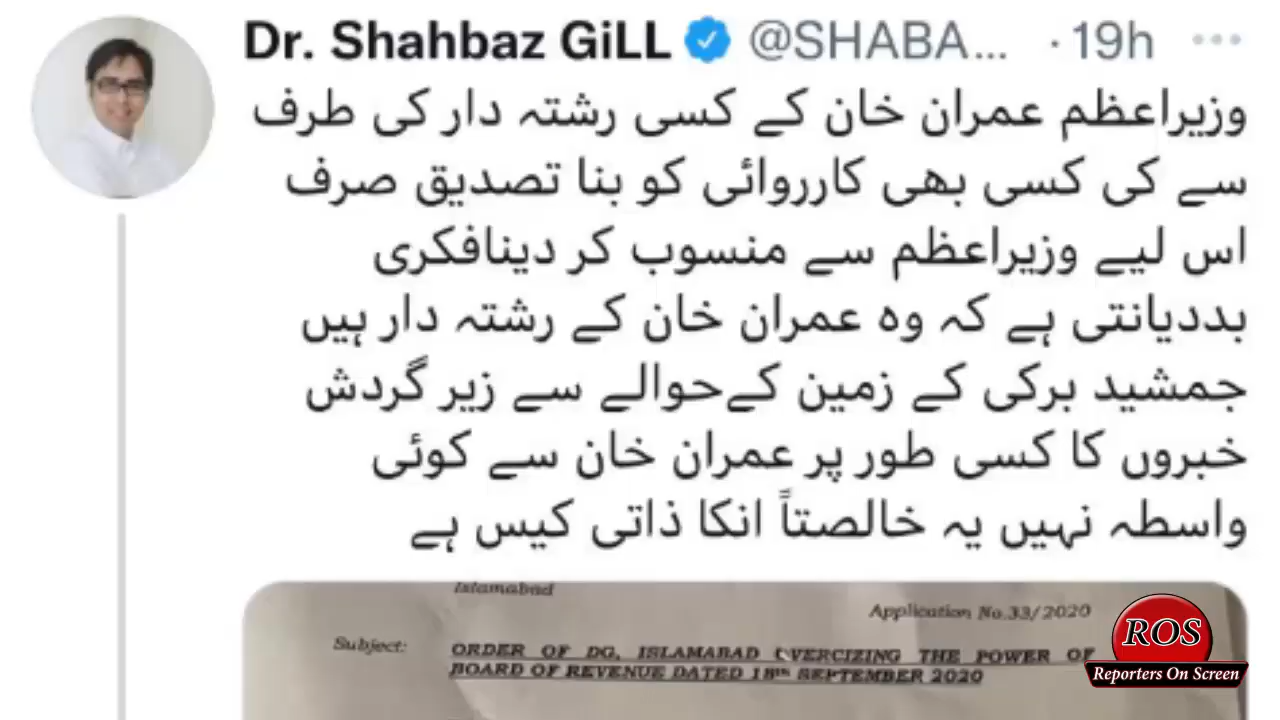 Dr. Shahbaz GiLL @SHABA... · 19h
وزیراعظم عمران خان کے کسی رشتہ دار کی طرف
سے کی کسی بھی کارروائی کو بنا تصدیق صرف
اس لیے وزیراعظم سے منسوب کر دینافکری
بددیانتی ہے کہ وہ عمران خان کے رشتہ دار ہیں
جمشید برکی کے زمین کےحوالے سے زیر گردش
خبروں کا کسی طور پر عمران خان سے کوئی
واسطہ نہیں یہ خالصتاً انکا ذاتی کیس ہے
Islamabad
Application No.33/2020
Subject: ORDER OF DG, ISLAMABAD EVERCIZING THE POWER OF
BOARD OF REVENUE DATED 18TH SEPTEMBER 2020
ROS
Reporters On Screen